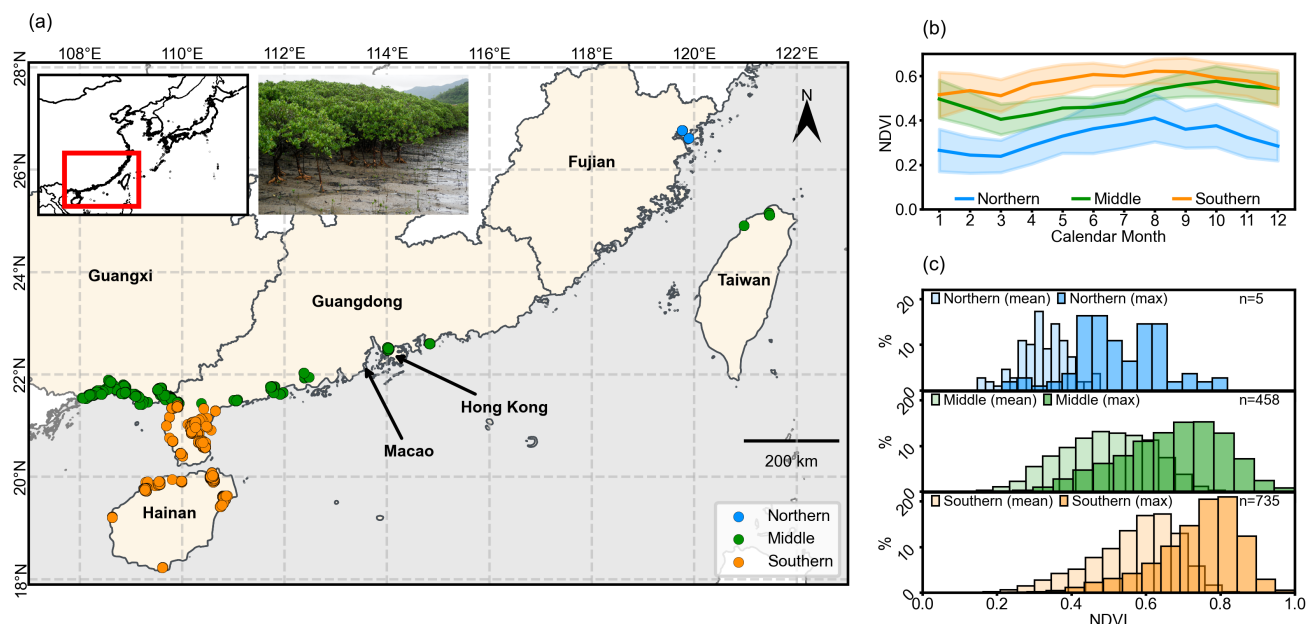 (a)
108°E 110°E 112°E 114°E 116°E 118°E 120°E 122°E
28°N
26°N
24°N
22°N
20°N
18°N
N
Fujian
Guangxi
Guangdong
Taiwan
Hong Kong
Macao
Hainan
200 km
Northern
Middle
Southern
(b)
NDVI
0.6
0.4
0.2
0.0
Northern Middle Southern
1 2 3 4 5 6 7 8 9 10 11 12
Calendar Month
(c)
Northern (mean) Northern (max) n=5
%
20
10
0
Middle (mean) Middle (max) n=458
%
20
10
0
Southern (mean) Southern (max) n=735
%
20
10
0
0.0 0.2 0.4 0.6 0.8 1.0
NDVI